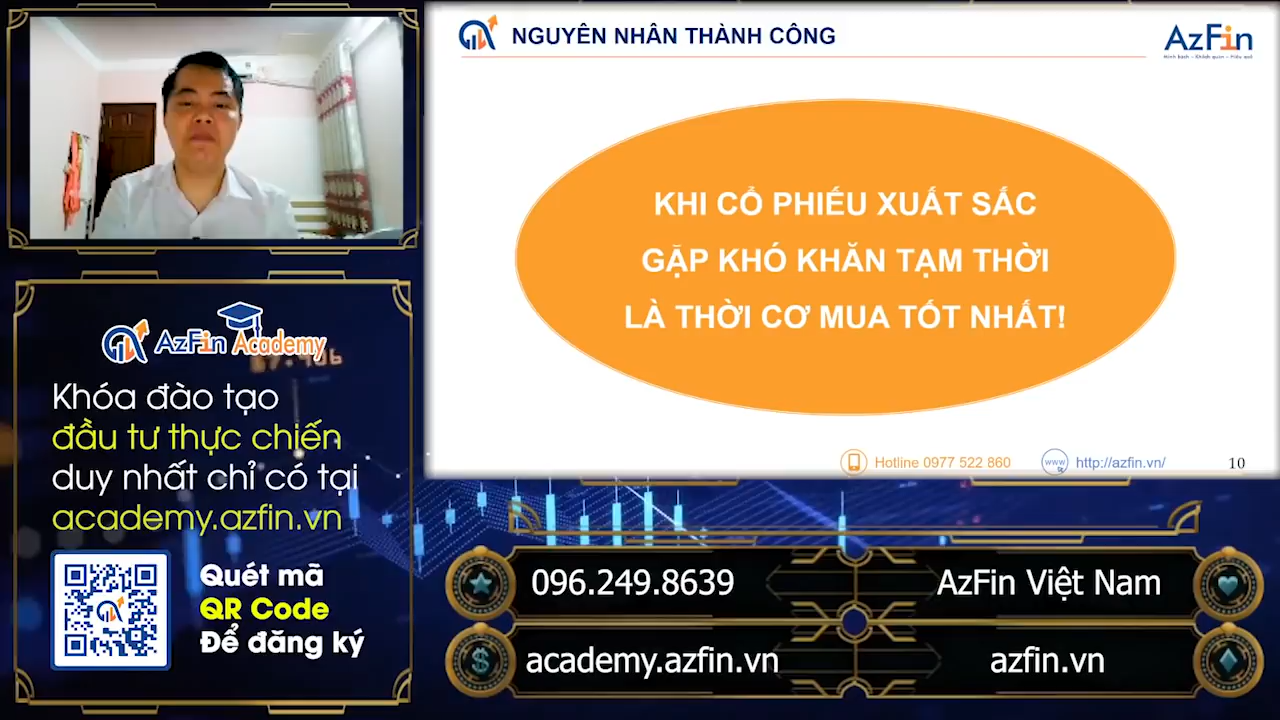 NGUYÊN NHÂN THÀNH CÔNG
AzFin
KHI CỔ PHIẾU XUẤT SẮC
GẶP KHÓ KHĂN TẠM THỜI
LÀ THỜI CƠ MUA TỐT NHẤT!
Hotline 0977 522 860
www
http://azfin.vn/
10
AzFin Academy
Khóa đào tạo
đầu tư thực chiến
duy nhất chỉ có tại
academy.azfin.vn
Quét mã
QR Code
Để đăng ký
096.249.8639
AzFin Việt Nam
academy.azfin.vn
azfin.vn